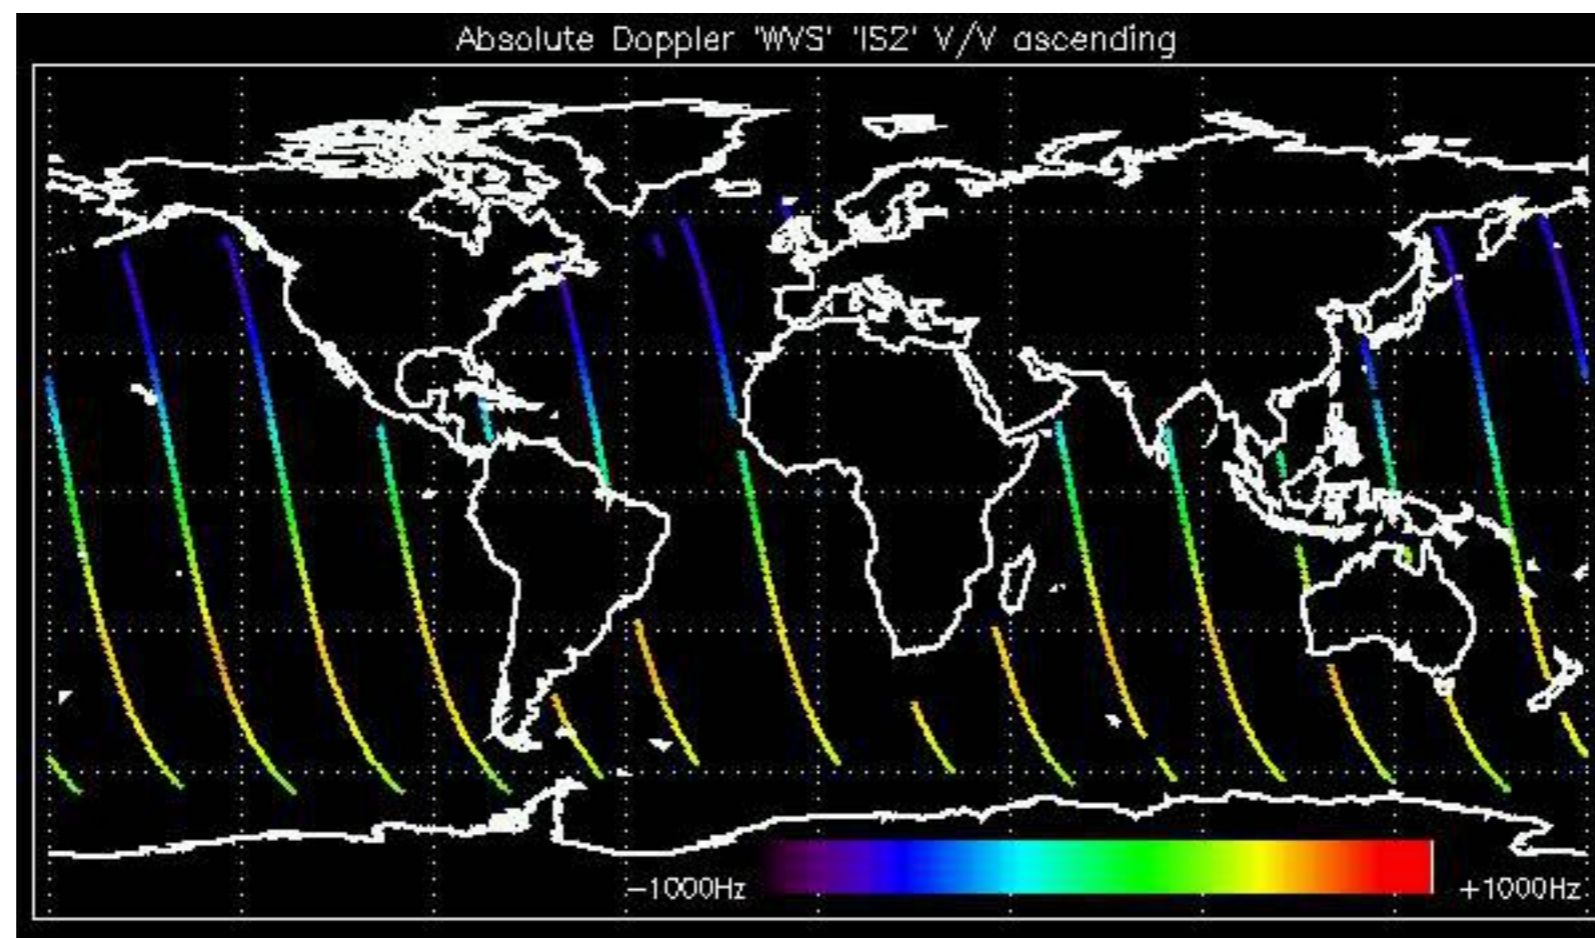 Absolute Doppler 'WVS' 'IS2' V/V ascending
−1000Hz +1000Hz